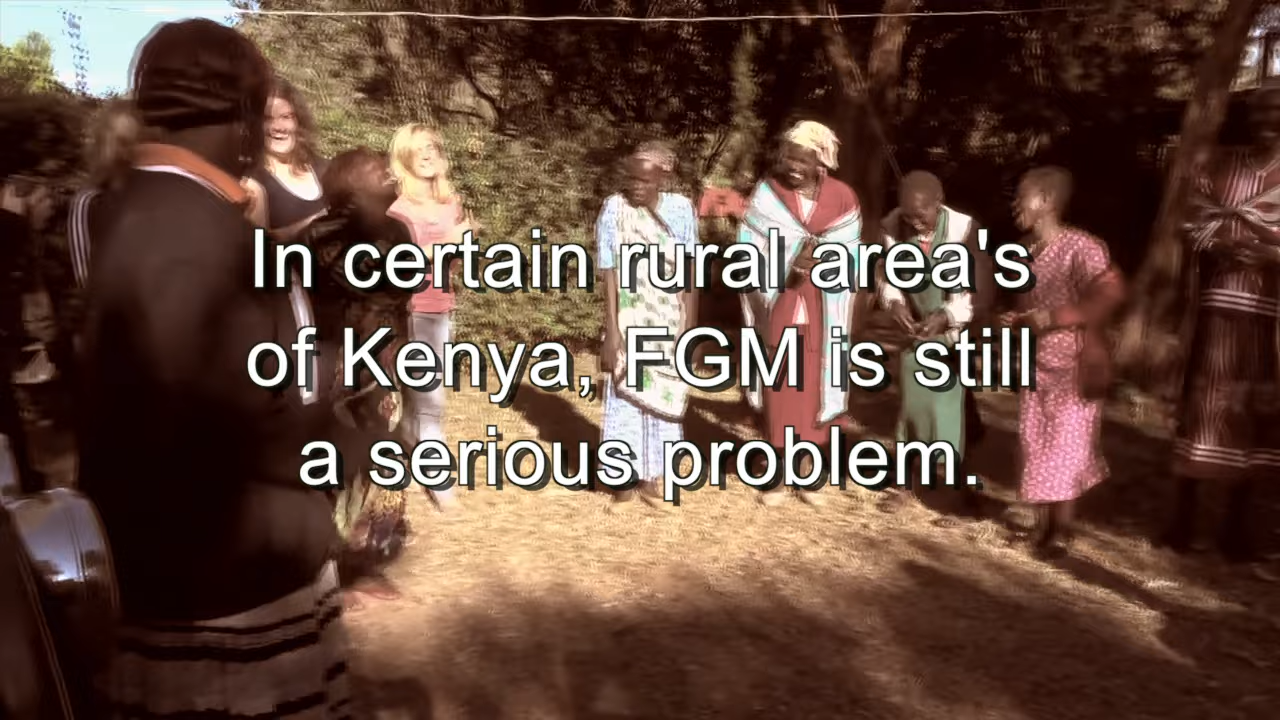 In certain rural area's
of Kenya, FGM is still
a serious problem.